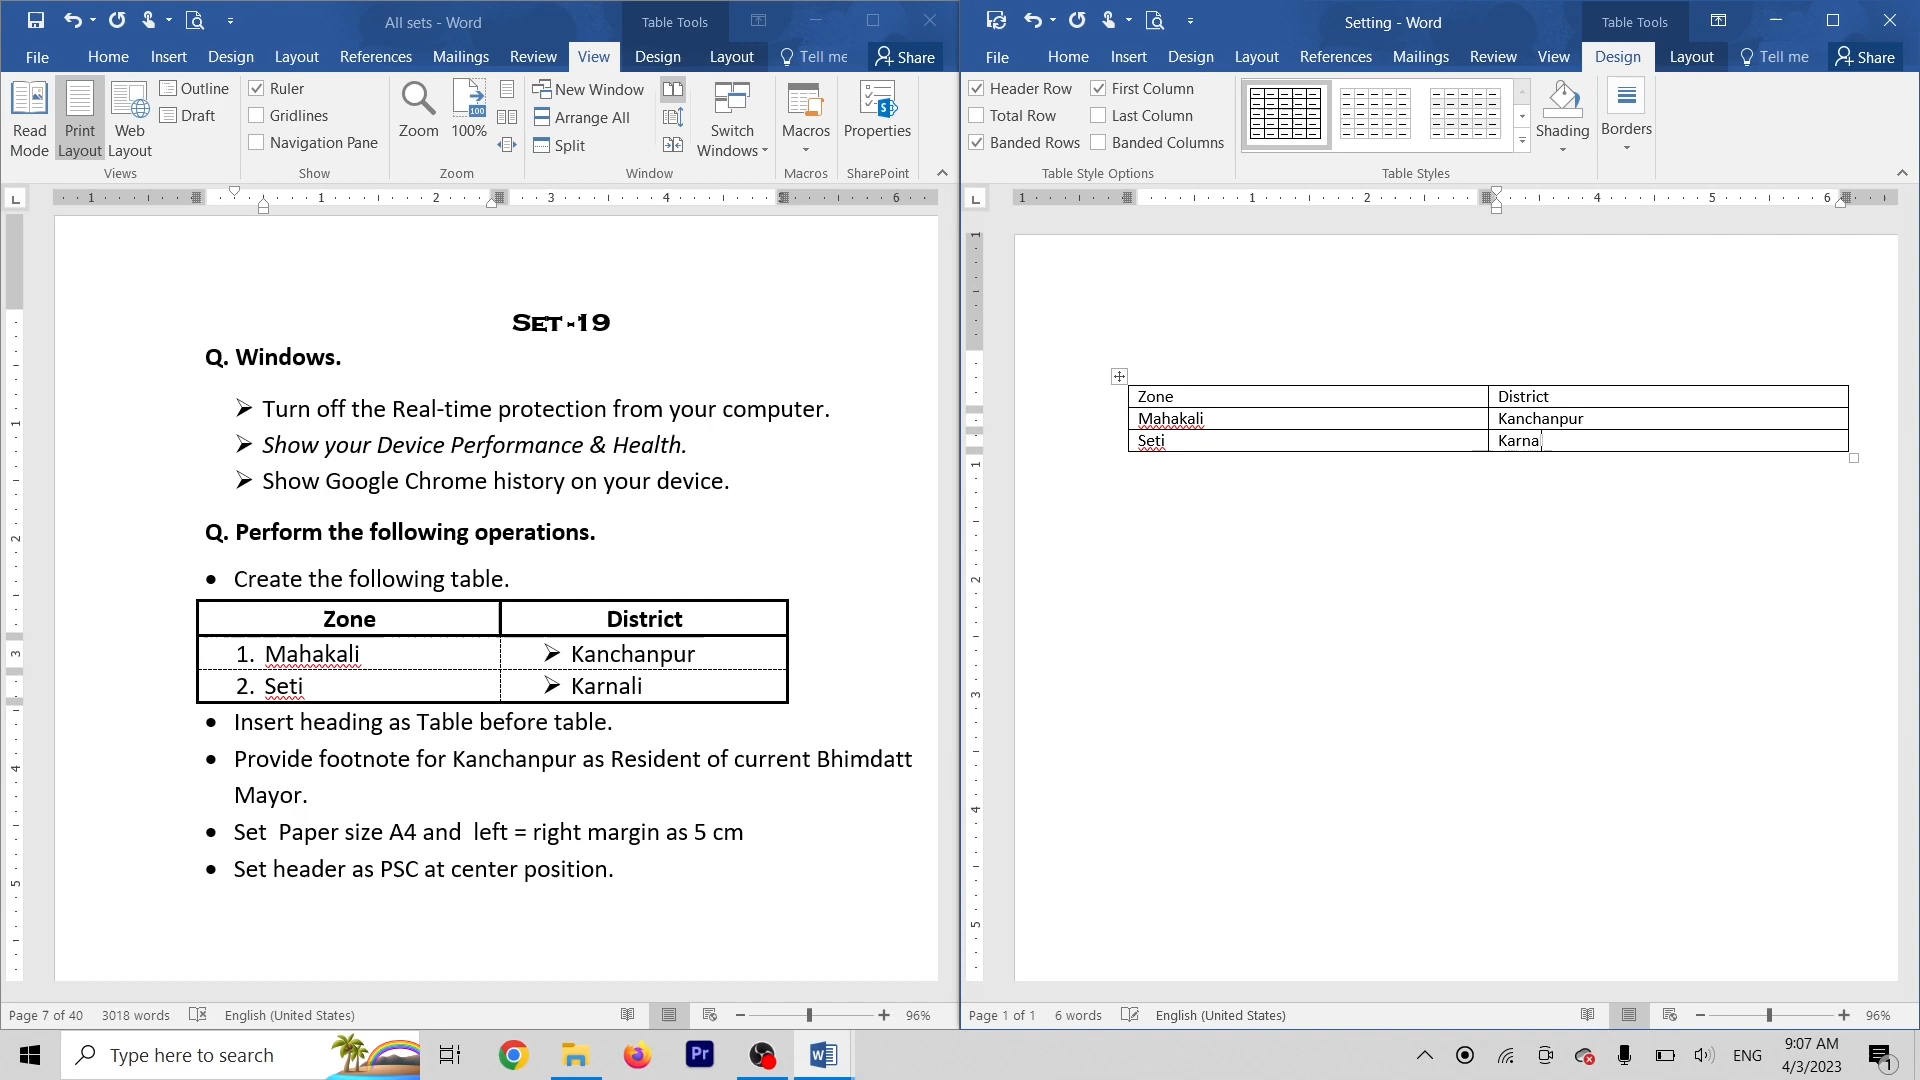 All sets - Word
Table Tools
File Home Insert Design Layout References Mailings Review View Design Layout Tell me Share
Read Mode
Print Layout
Web Layout
Outline
Draft
Views
Ruler
Gridlines
Navigation Pane
Show
Zoom
100%
Zoom
New Window
Arrange All
Split
Switch Windows
Window
Macros
Macros
Properties
SharePoint
SET -19
Q. Windows.
➢ Turn off the Real-time protection from your computer.
➢ Show your Device Performance & Health.
➢ Show Google Chrome history on your device.
Q. Perform the following operations.
• Create the following table.
Zone District
1. Mahakali ➢ Kanchanpur
2. Seti ➢ Karnali
• Insert heading as Table before table.
• Provide footnote for Kanchanpur as Resident of current Bhimdatt
Mayor.
• Set Paper size A4 and left = right margin as 5 cm
• Set header as PSC at center position.
Page 7 of 40 3018 words English (United States) 96%
Setting - Word
Table Tools
File Home Insert Design Layout References Mailings Review View Design Layout Tell me Share
Header Row First Column
Total Row Last Column
Banded Rows Banded Columns
Table Style Options
Table Styles
Shading
Borders
Zone District
Mahakali Kanchanpur
Seti Karna
Page 1 of 1 6 words English (United States) 96%
Type here to search
Pr
ENG
9:07 AM
4/3/2023
1